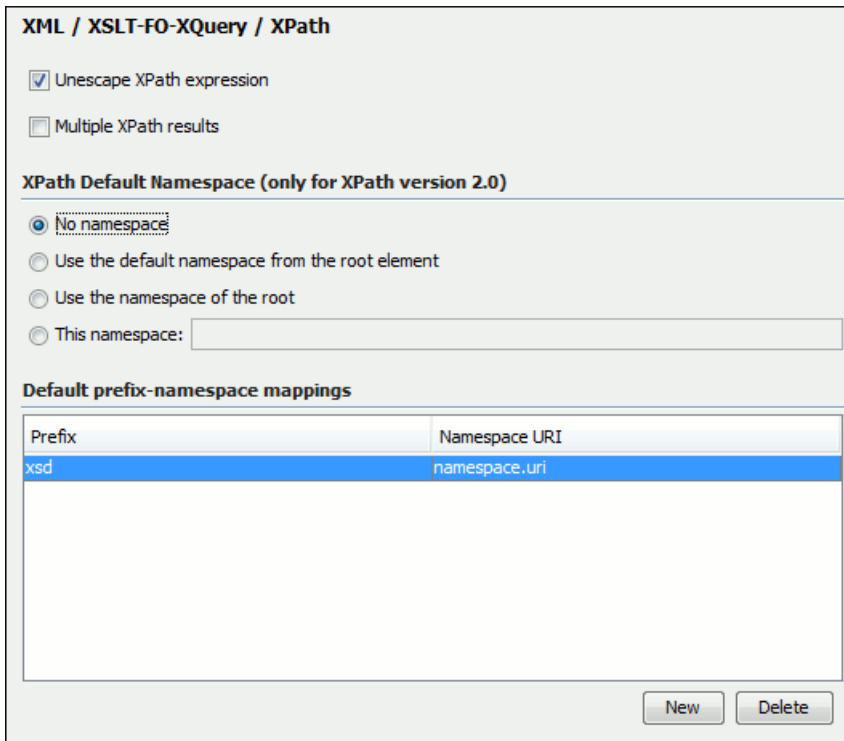 XML / XSLT-FO-XQuery / XPath
Unescape XPath expression
Multiple XPath results
XPath Default Namespace (only for XPath version 2.0)
No namespace
Use the default namespace from the root element
Use the namespace of the root
This namespace:
Default prefix-namespace mappings
Prefix Namespace URI
xsd namespace.uri
New Delete